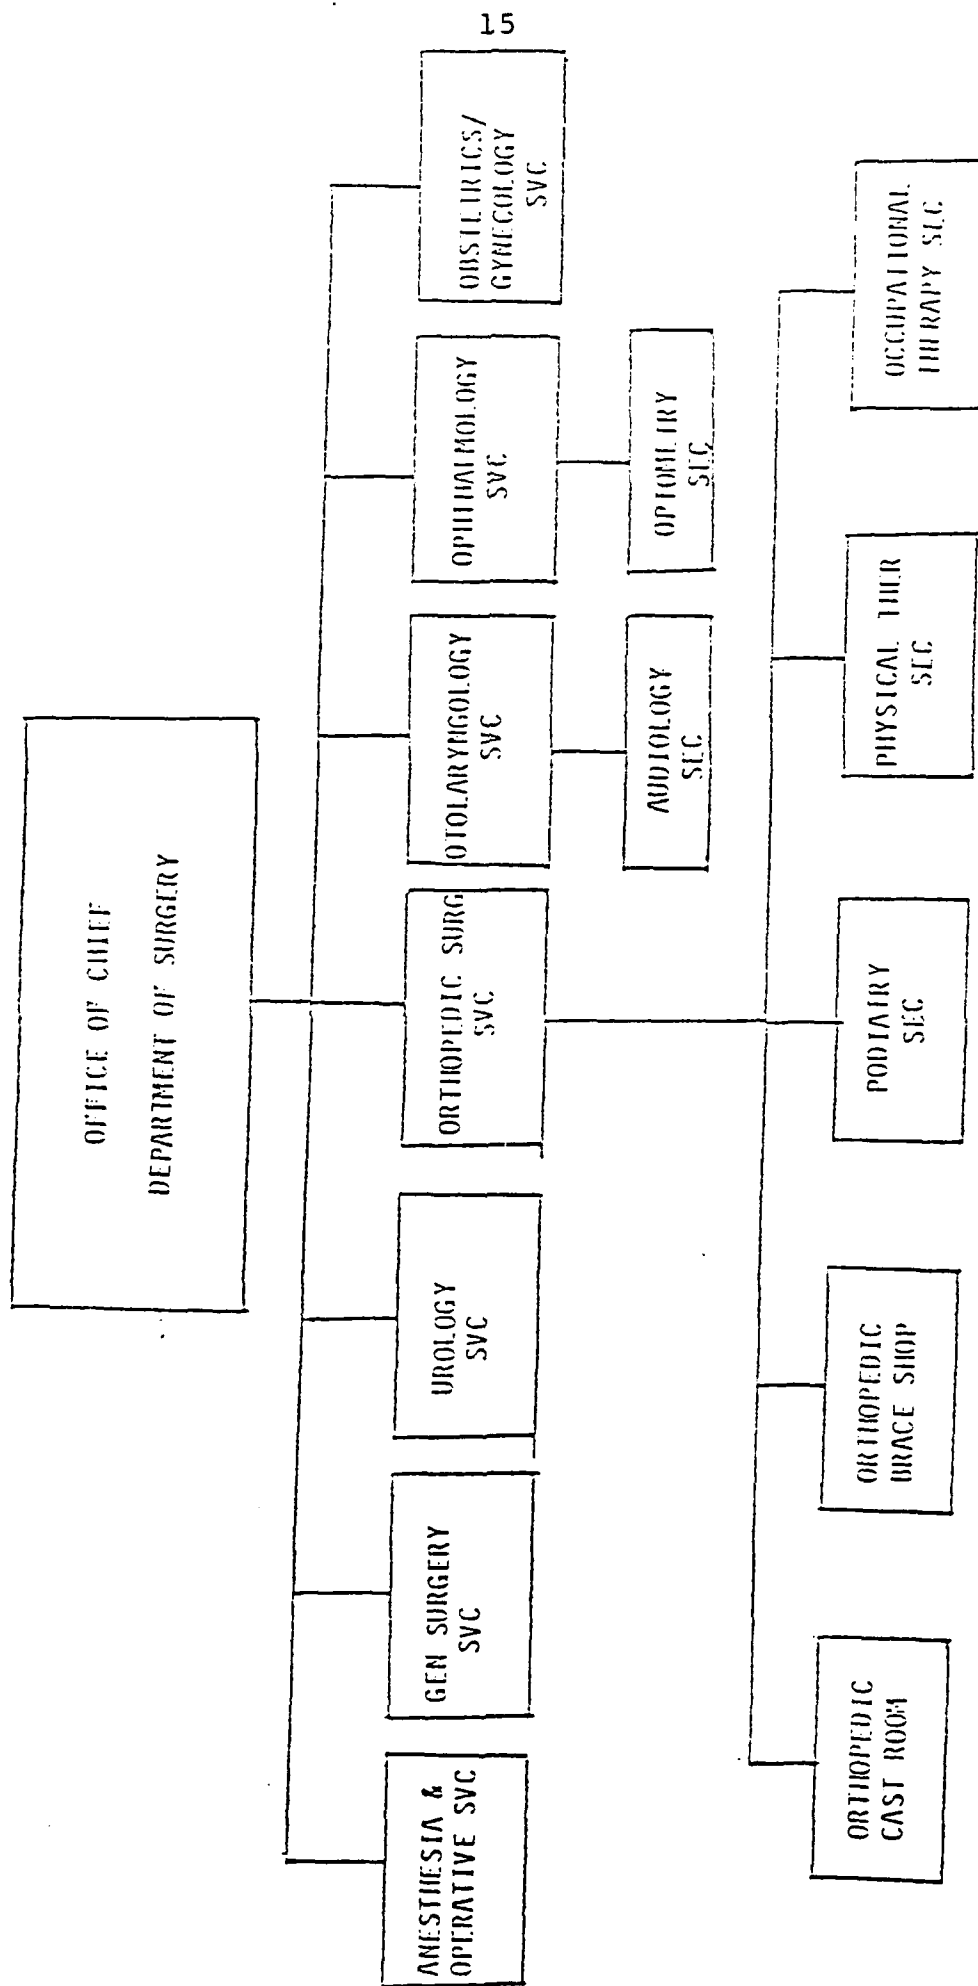 15
OFFICE OF CHIEF
DEPARTMENT OF SURGERY
ANESTHESIA &
OPERATIVE SVC
GEN SURGERY
SVC
UROLOGY
SVC
ORTHOPEDIC SURG
SVC
OTOLARYNGOLOGY
SVC
OPHTHALMOLOGY
SVC
OBSTETRICS/
GYNECOLOGY
SVC
AUDIOLOGY
SEC
OPTOMETRY
SEC
ORTHOPEDIC
CAST ROOM
ORTHOPEDIC
BRACE SHOP
PODIATRY
SEC
PHYSICAL THER
SEC
OCCUPATIONAL
THERAPY SEC